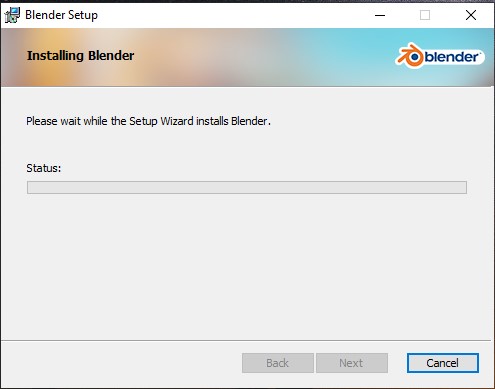 Blender Setup
Installing Blender
blender
Please wait while the Setup Wizard installs Blender.
Status:
Back
Next
Cancel